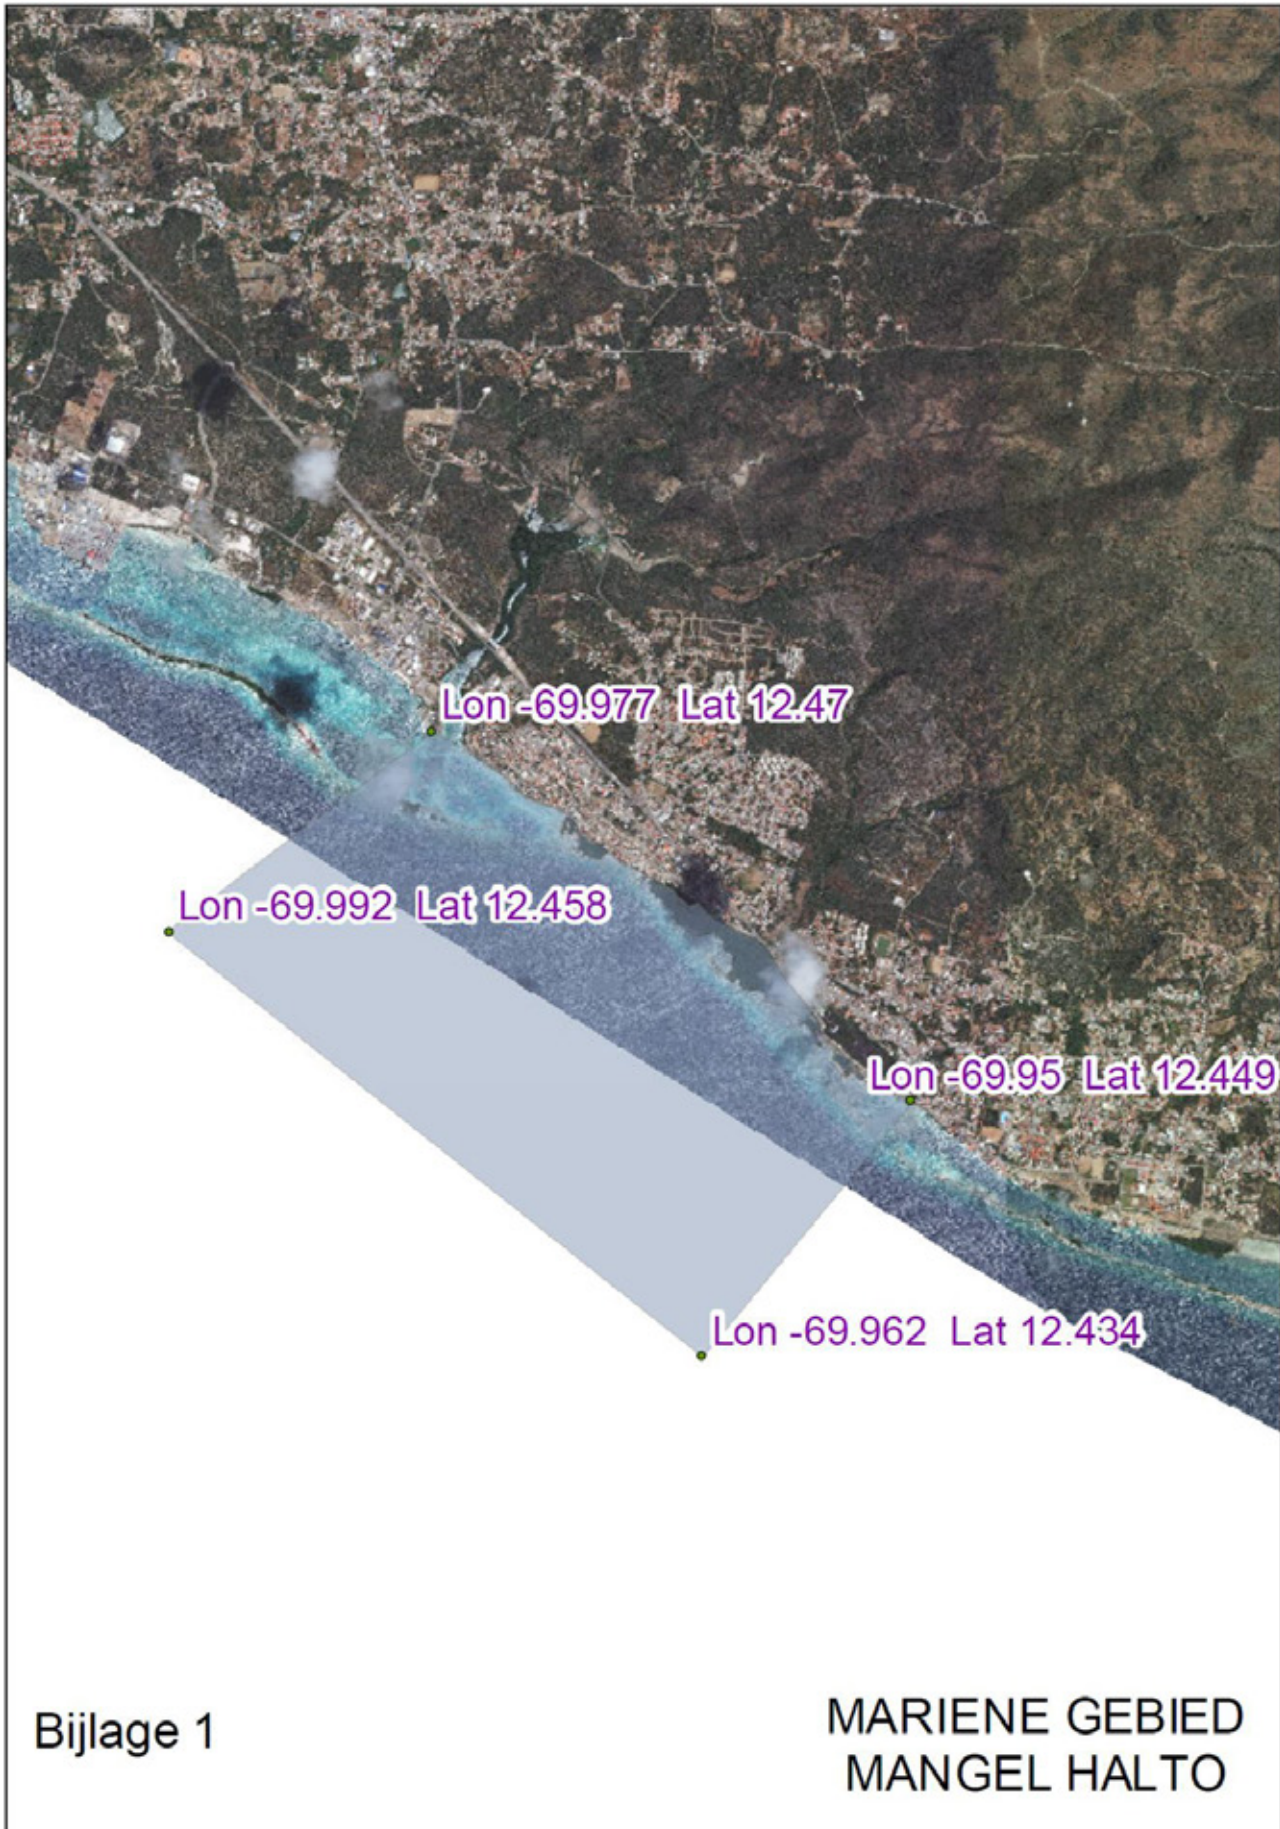 Lon -69.977 Lat 12.47
Lon -69.992 Lat 12.458
Lon -69.95 Lat 12.449
Lon -69.962 Lat 12.434
Bijlage 1
MARIENE GEBIED
MANGEL HALTO